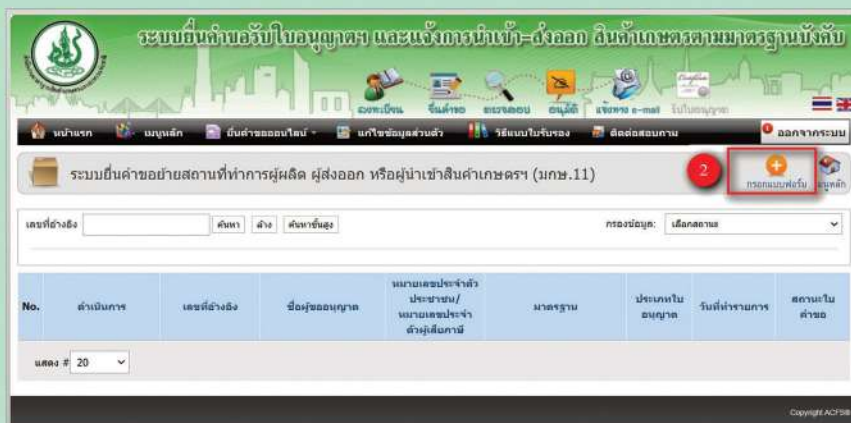 ระบบยื่นคำขอรับใบอนุญาตฯ และแจ้งการนำเข้า-ส่งออก สินค้าเกษตรตามมาตรฐานบังคับ
ลงทะเบียน ยื่นคำขอ ตรวจสอบ อนุมัติ แจ้งทาง e-mail รับใบอนุญาต
หน้าแรก เมนูหลัก ยื่นคำขอออนไลน์ แก้ไขข้อมูลส่วนตัว วิธีแนบใบรับรอง ติดต่อสอบถาม ออกจากระบบ
ระบบยื่นคำขอย้ายสถานที่ทำการผู้ผลิต ผู้ส่งออก หรือผู้นำเข้าสินค้าเกษตรฯ (มกษ.11)
2
กรอกแบบฟอร์ม เมนูหลัก
เลขที่อ้างอิง ค้นหา ล้าง ค้นหาขั้นสูง กรองข้อมูล: เลือกสถานะ
No. ดำเนินการ เลขที่อ้างอิง ชื่อผู้ขออนุญาต หมายเลขประจำตัวประชาชน/หมายเลขประจำตัวผู้เสียภาษี มาตรฐาน ประเภทใบอนุญาต วันที่ทำรายการ สถานะใบคำขอ
แสดง # 20
Copyright ACFS®